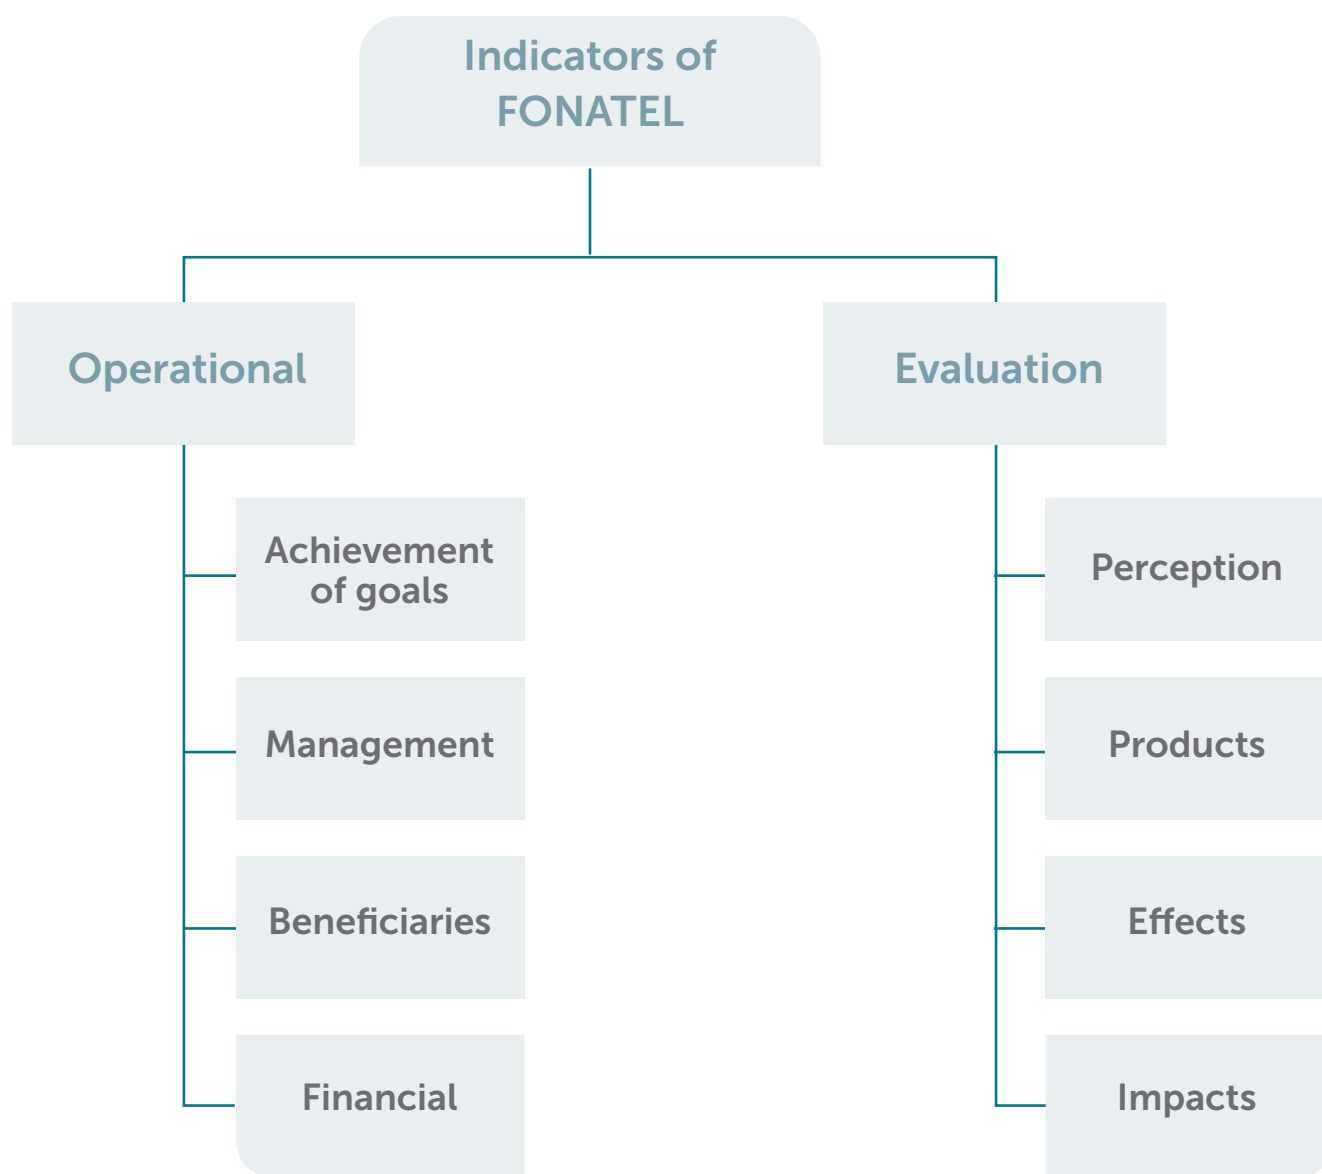 Indicators of
FONATEL
Operational
Achievement
of goals
Management
Beneficiaries
Financial
Evaluation
Perception
Products
Effects
Impacts